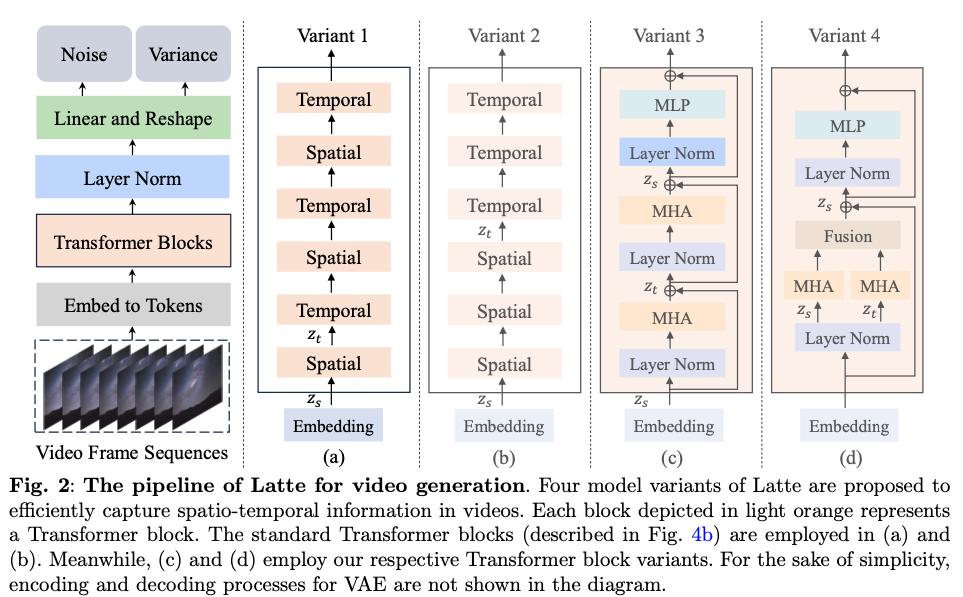 Noise
Variance
Linear and Reshape
Layer Norm
Transformer Blocks
Embed to Tokens
Video Frame Sequences
Variant 1
Temporal
Spatial
Temporal
Spatial
Temporal
z_t
Spatial
z_s
Embedding
(a)
Variant 2
Temporal
Temporal
Temporal
z_t
Spatial
Spatial
Spatial
z_s
Embedding
(b)
Variant 3
MLP
Layer Norm
z_s
MHA
Layer Norm
z_t
MHA
Layer Norm
z_s
Embedding
(c)
Variant 4
MLP
Layer Norm
z_s
Fusion
MHA MHA
z_s z_t
Layer Norm
Embedding
(d)
Fig. 2: The pipeline of Latte for video generation. Four model variants of Latte are proposed to
efficiently capture spatio-temporal information in videos. Each block depicted in light orange represents
a Transformer block. The standard Transformer blocks (described in Fig. 4b) are employed in (a) and
(b). Meanwhile, (c) and (d) employ our respective Transformer block variants. For the sake of simplicity,
encoding and decoding processes for VAE are not shown in the diagram.